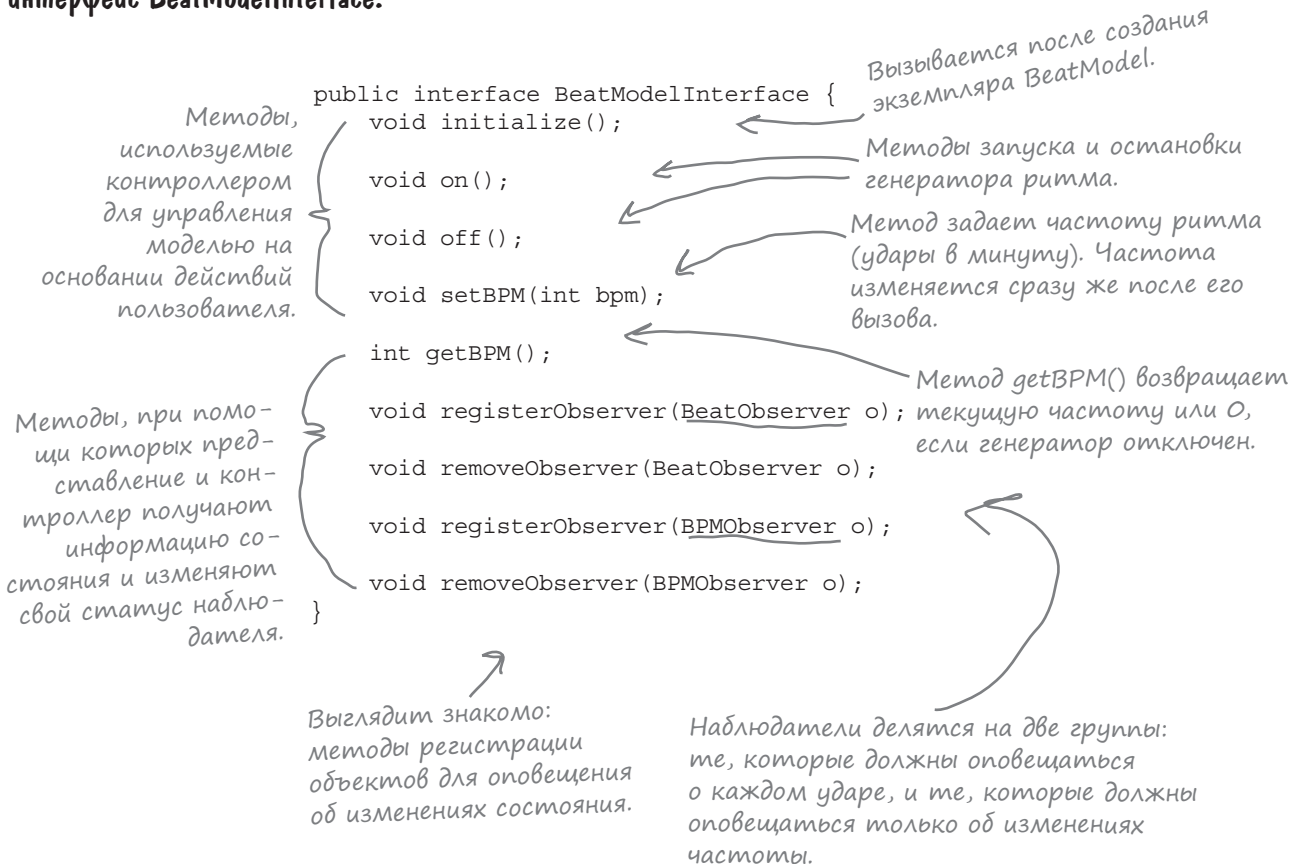 интерфейс BeatModelInterface:
Вызывается после создания
экземпляра BeatModel.
public interface BeatModelInterface {
void initialize();
void on();
void off();
void setBPM(int bpm);
int getBPM();
void registerObserver(BeatObserver o);
void removeObserver(BeatObserver o);
void registerObserver(BPMObserver o);
void removeObserver(BPMObserver o);
}
Методы,
используемые
контроллером
для управления
моделью на
основании действий
пользователя.
Методы запуска и остановки
генератора ритма.
Метод задает частоту ритма
(удары в минуту). Частота
изменяется сразу же после его
вызова.
Метод getBPM() возвращает
текущую частоту или 0,
если генератор отключен.
Методы, при помо-
щи которых пред-
ставление и кон-
троллер получают
информацию со-
стояния и изменяют
свой статус наблю-
дателя.
Выглядит знакомо:
методы регистрации
объектов для оповещения
об изменениях состояния.
Наблюдатели делятся на две группы:
те, которые должны оповещаться
о каждом ударе, и те, которые должны
оповещаться только об изменениях
частоты.